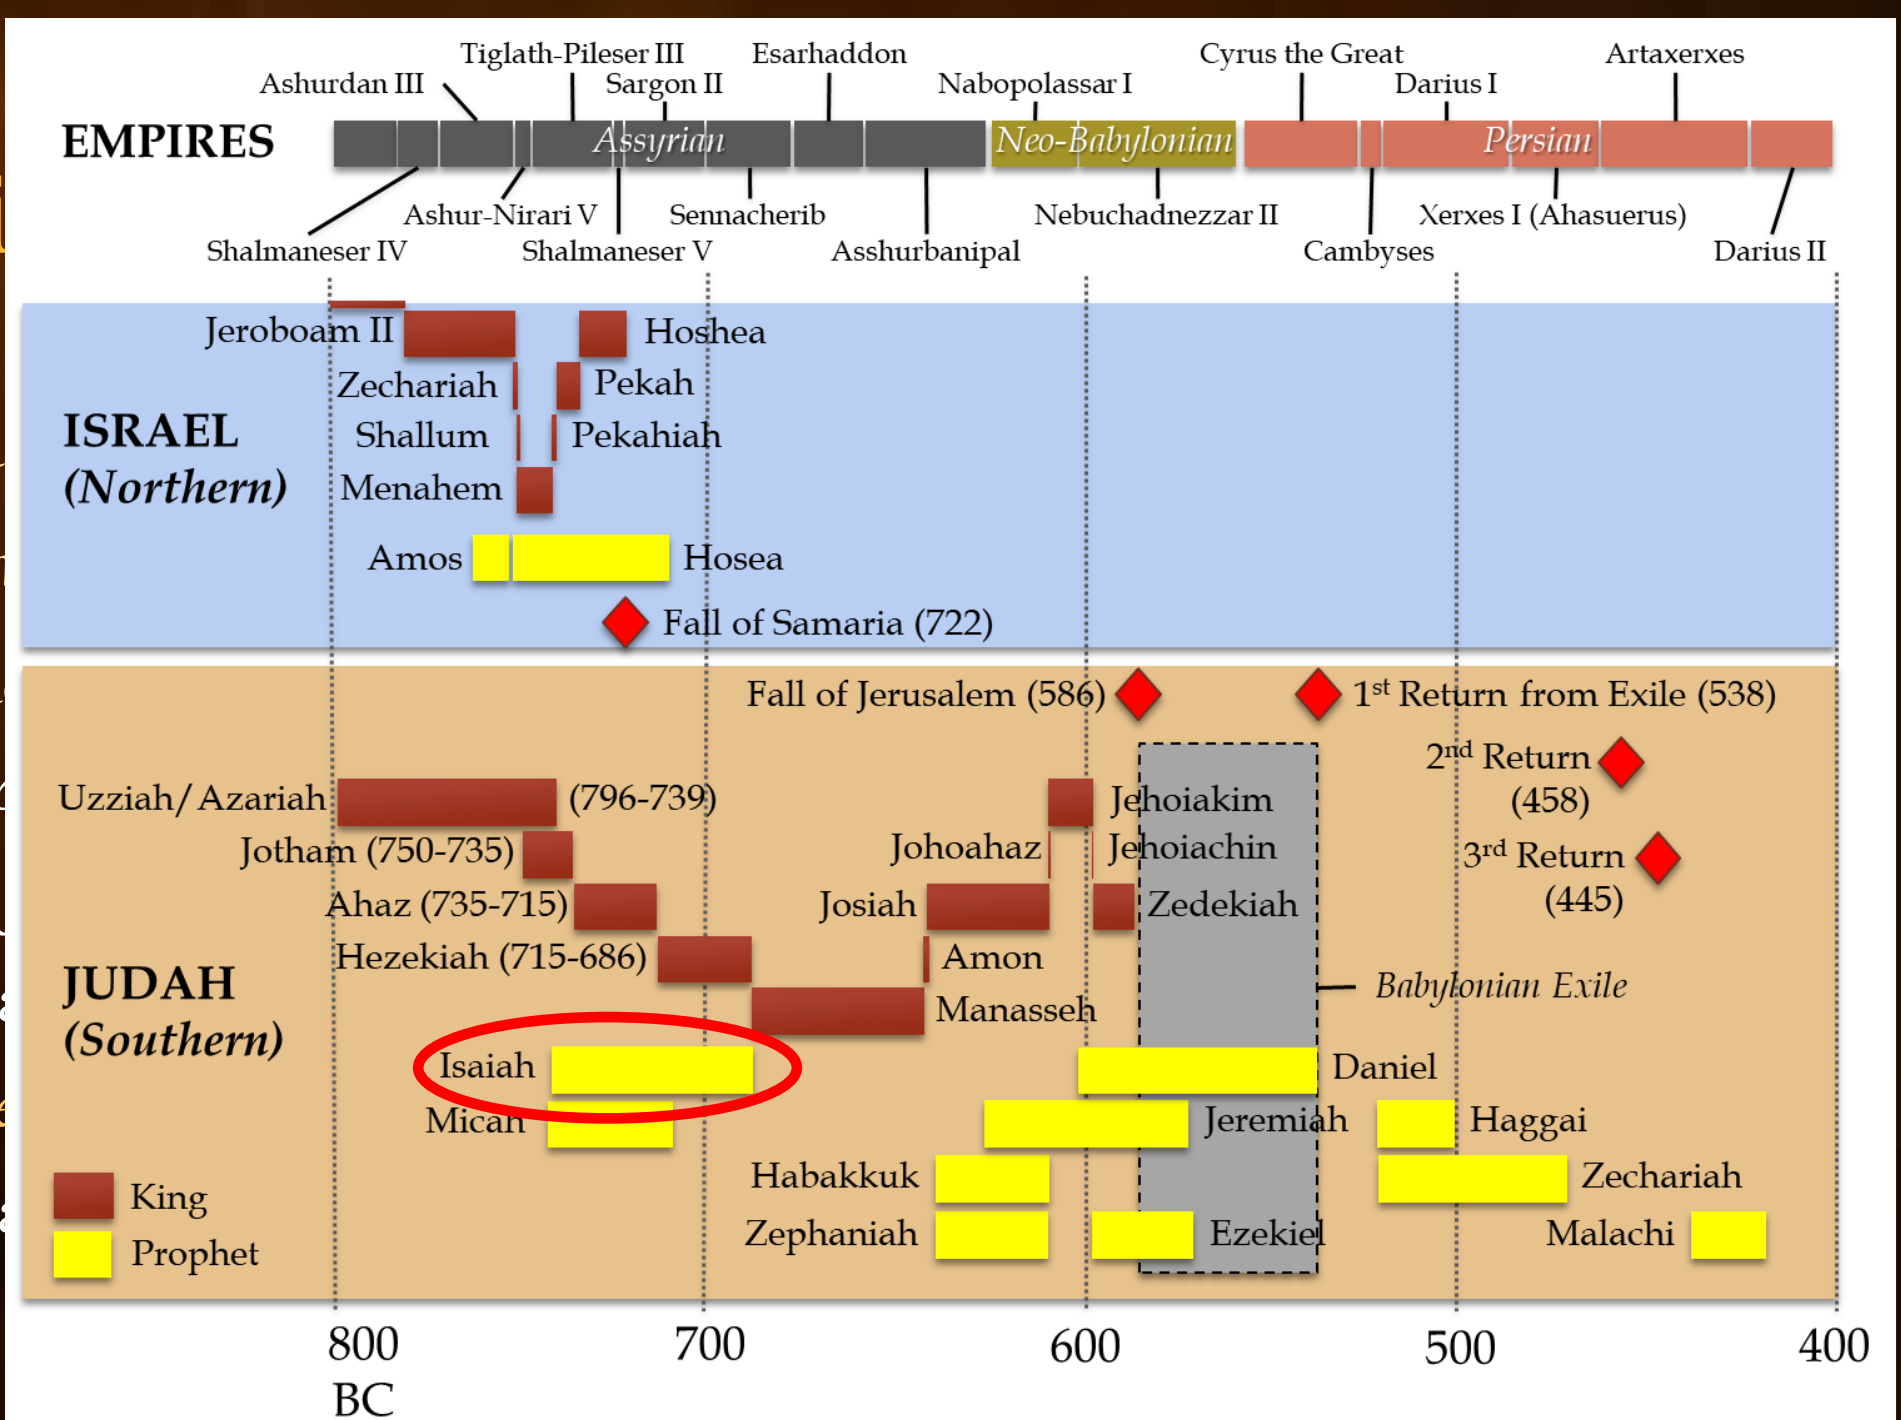 Tiglath-Pileser III Esarhaddon Cyrus the Great Artaxerxes
Ashurdan III Sargon II Nabopolassar I Darius I
EMPIRES Assyrian Neo-Babylonian Persian
Ashur-Nirari V Sennacherib Nebuchadnezzar II Xerxes I (Ahasuerus)
Shalmaneser IV Shalmaneser V Asshurbanipal Cambyses Darius II
Jeroboam II Hoshea
Zechariah Pekah
ISRAEL
(Northern)
Shallum Pekahiah
Menahem
Amos Hosea
Fall of Samaria (722)
Fall of Jerusalem (586) 1st Return from Exile (538)
2nd Return
(458)
Uzziah/Azariah (796-739) Jehoiakim
Jotham (750-735) Johoahaz Jehoiachin 3rd Return
(445)
Ahaz (735-715) Josiah Zedekiah
Hezekiah (715-686) Amon
JUDAH
(Southern)
Babylonian Exile
Manasseh
Isaiah Daniel
Micah Jeremiah Haggai
Habakkuk Zechariah
King
Zephaniah Ezekiel Malachi
Prophet
800 700 600 500 400
BC